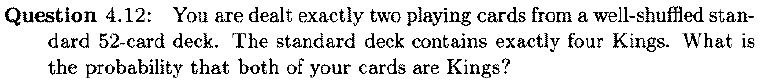 Question 4.12: You are dealt exactly two playing cards from a well-shuffled stan-
dard 52-card deck. The standard deck contains exactly four Kings. What is
the probability that both of your cards are Kings?